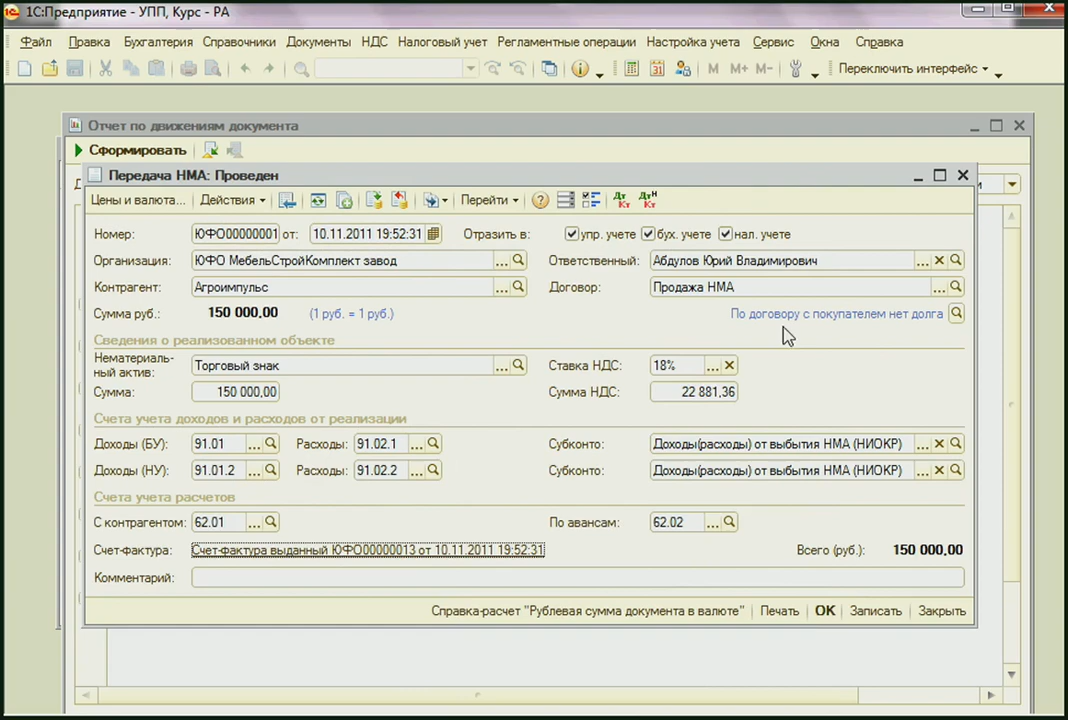 1С:Предприятие - УПП, Курс - РА
Файл Правка Бухгалтерия Справочники Документы НДС Налоговый учет Регламентные операции Настройка учета Сервис Окна Справка
M M+ M- Переключить интерфейс
Отчет по движениям документа
Сформировать
Передача НМА: Проведен
Цены и валюта... Действия Перейти
Номер: ЮФО00000001 от: 10.11.2011 19:52:31 Отразить в: упр. учете бух. учете нал. учете
Организация: ЮФО МебельСтройКомплект завод Ответственный: Абдулов Юрий Владимирович
Контрагент: Агроимпульс Договор: Продажа НМА
Сумма руб.: 150 000,00 (1 руб. = 1 руб.) По договору с покупателем нет долга
Сведения о реализованном объекте
Нематериаль-
ный актив: Торговый знак Ставка НДС: 18%
Сумма: 150 000,00 Сумма НДС: 22 881,36
Счета учета доходов и расходов от реализации
Доходы (БУ): 91.01 Расходы: 91.02.1 Субконто: Доходы(расходы) от выбытия НМА (НИОКР)
Доходы (НУ): 91.01.2 Расходы: 91.02.2 Субконто: Доходы(расходы) от выбытия НМА (НИОКР)
Счета учета расчетов
С контрагентом: 62.01 По авансам: 62.02
Счет-фактура: Счет-фактура выданный ЮФО00000013 от 10.11.2011 19:52:31 Всего (руб.): 150 000,00
Комментарий:
Справка-расчет "Рублевая сумма документа в валюте" Печать OK Записать Закрыть